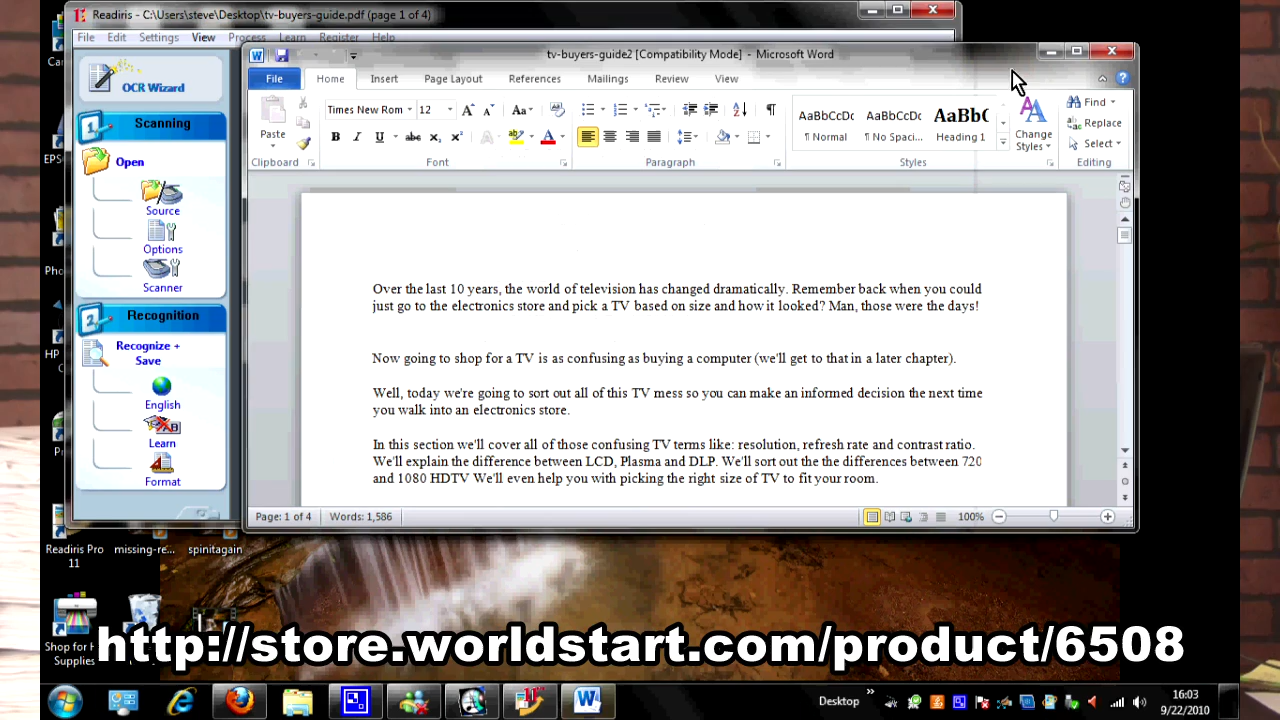 Readiris - C:\Users\steve\Desktop\tv-buyers-guide.pdf (page 1 of 4)
File Edit Settings View Process Learn Register Help
OCR Wizard
1 Scanning
Open
Source
Options
Scanner
2 Recognition
Recognize + Save
English
Learn
Format
tv-buyers-guide2 [Compatibility Mode] - Microsoft Word
File Home Insert Page Layout References Mailings Review View
Paste
Clipboard
Times New Rom 12
Font
Paragraph
AaBbCcDc AaBbCcDc AaBbC
¶ Normal ¶ No Spaci... Heading 1
Change Styles
Styles
Find
Replace
Select
Editing
Over the last 10 years, the world of television has changed dramatically. Remember back when you could
just go to the electronics store and pick a TV based on size and how it looked? Man, those were the days!
Now going to shop for a TV is as confusing as buying a computer (we'll get to that in a later chapter).
Well, today we're going to sort out all of this TV mess so you can make an informed decision the next time
you walk into an electronics store.
In this section we'll cover all of those confusing TV terms like: resolution, refresh rate and contrast ratio.
We'll explain the difference between LCD, Plasma and DLP. We'll sort out the the differences between 720
and 1080 HDTV We'll even help you with picking the right size of TV to fit your room.
Page: 1 of 4 Words: 1,586 100%
Readiris Pro 11
missing-re...
spinitagain
Shop for H
Supplies
http://store.worldstart.com/product/6508
Desktop
16:03
9/22/2010